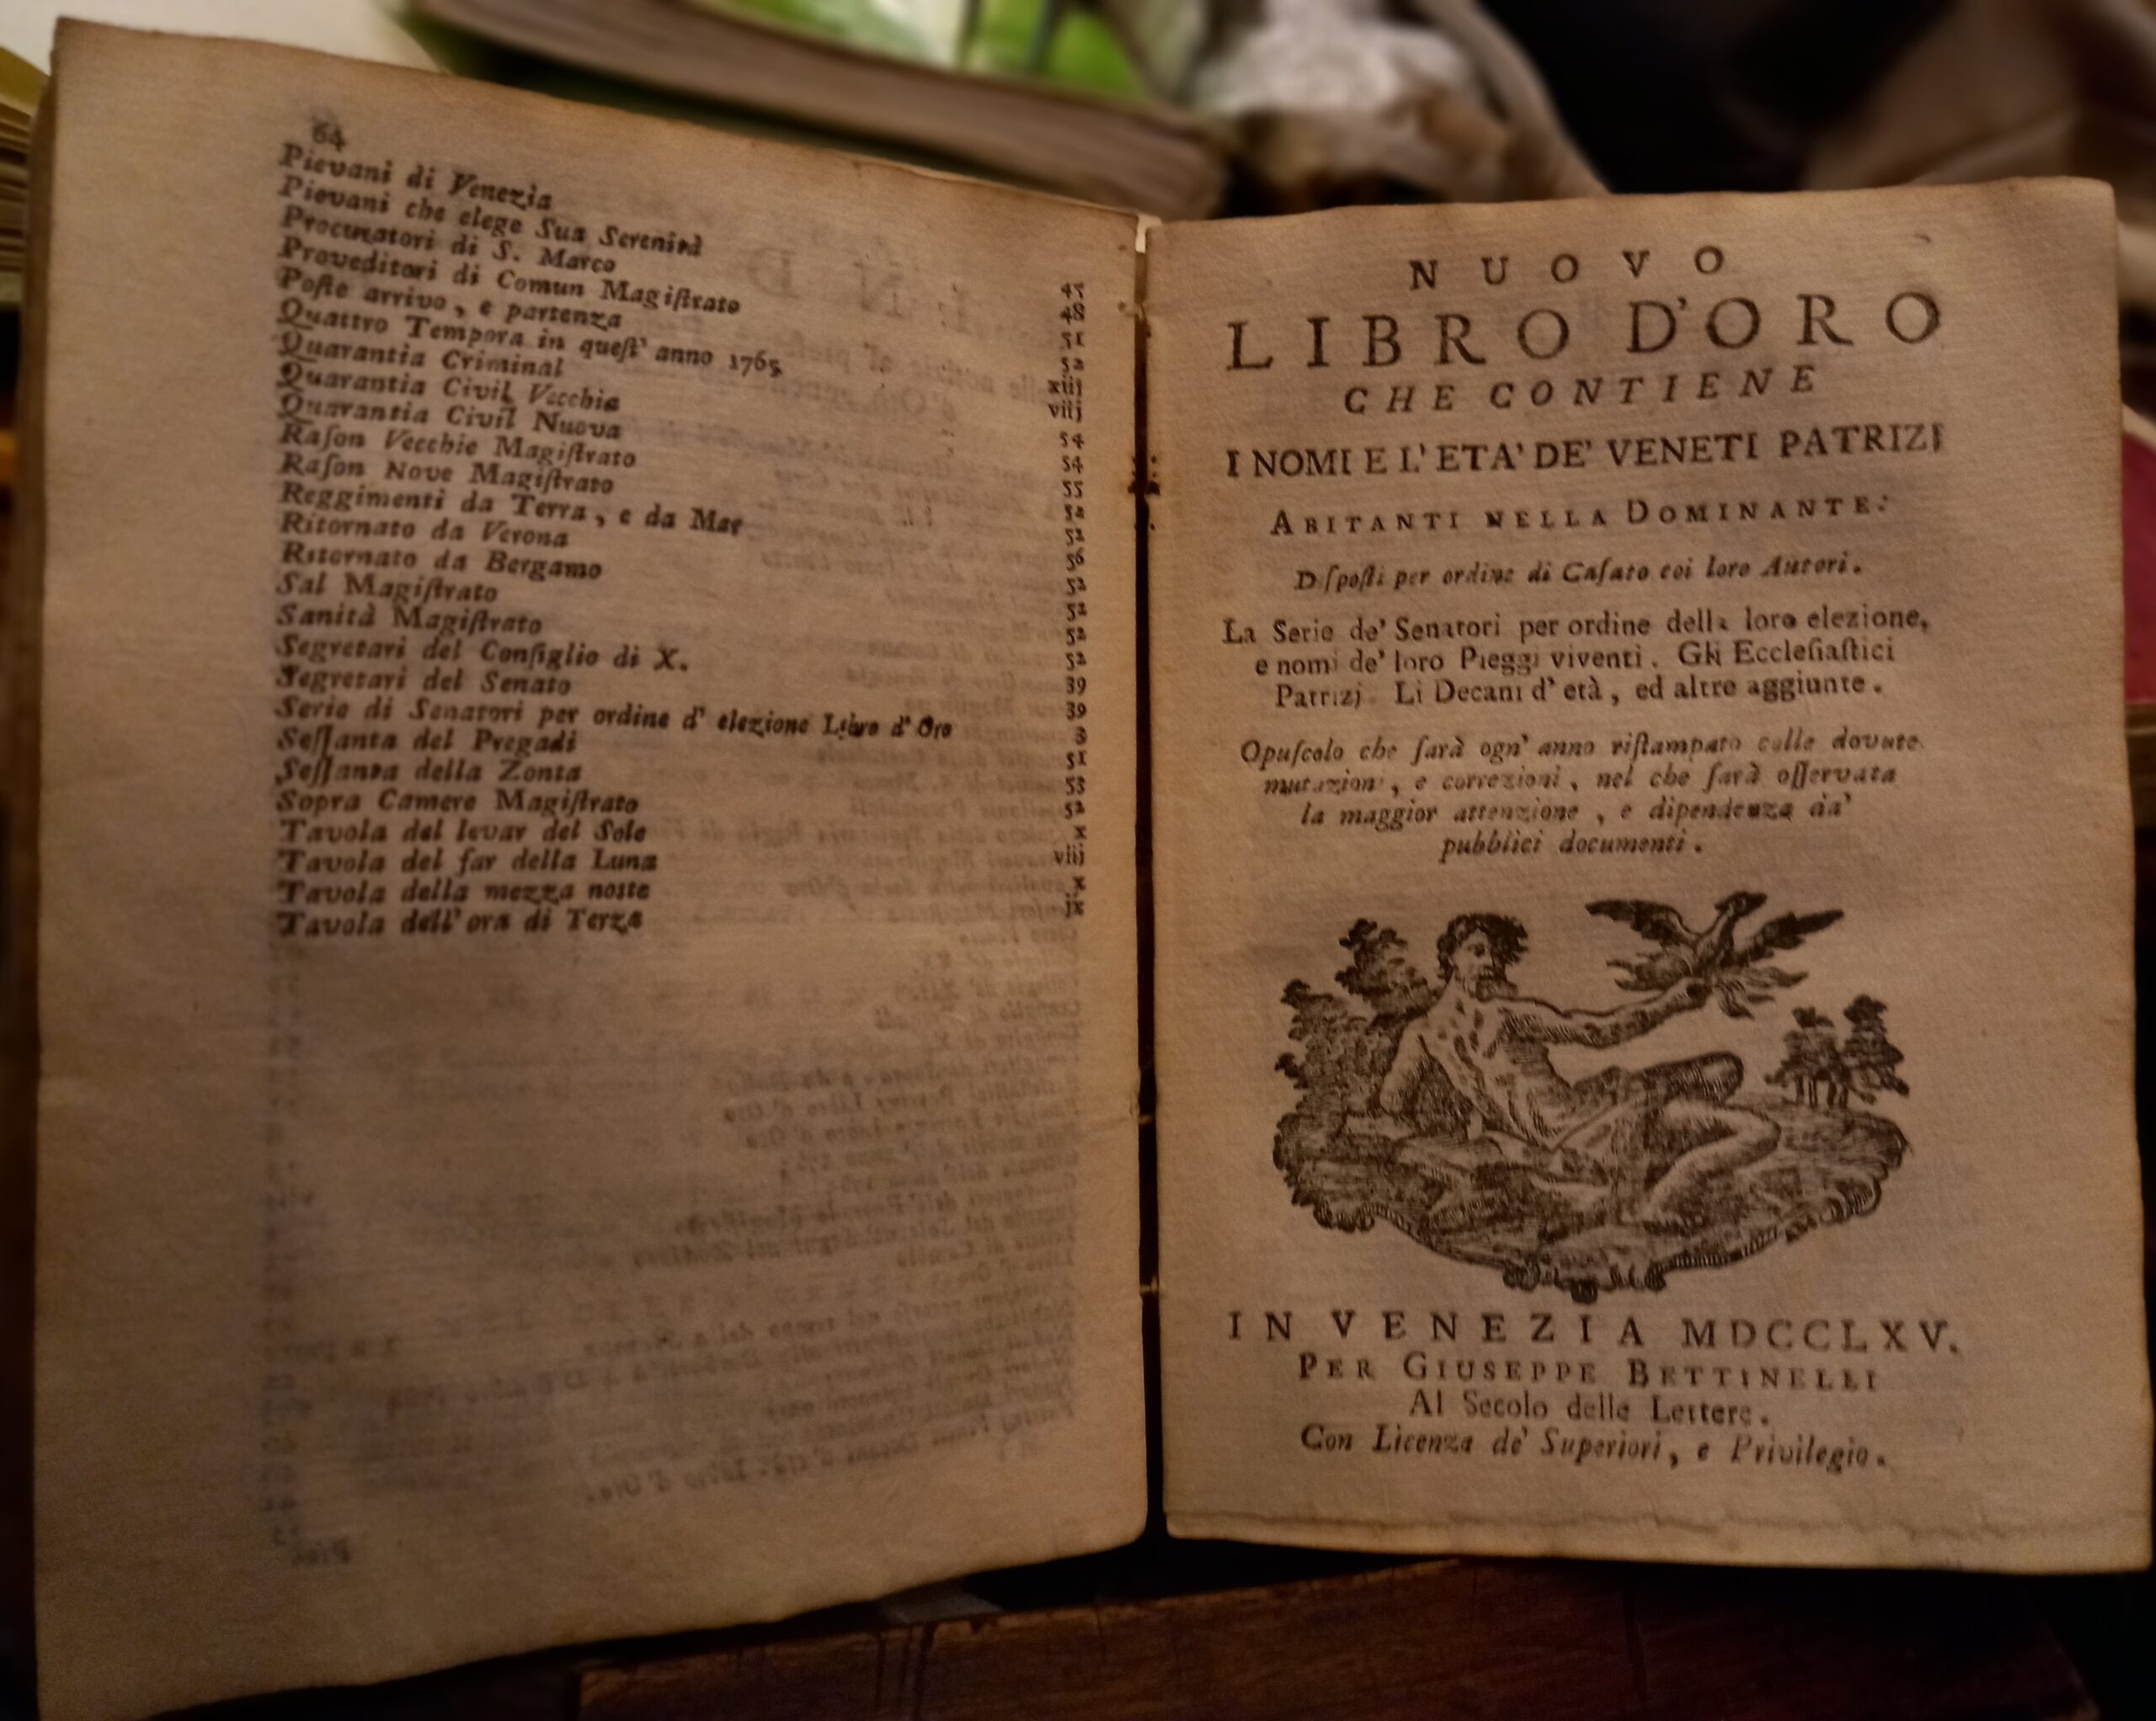 64
Pievani di Venezia 45
Pievani che elege Sua Serenità 48
Procuratori di S. Marco 51
Proveditori di Comun Magiſtrato 52
Poſte arrivo, e partenza xiij
Quattro Tempora in queſt' anno 1765 viij
Quarantia Criminal 54
Quarantia Civil Vecchia 54
Quarantia Civil Nuova 55
Raſon Vecchie Magiſtrato 52
Raſon Nove Magiſtrato 52
Reggimenti da Terra, e da Mar 56
Ritornato da Verona 52
Ritornato da Bergamo 52
Sal Magiſtrato 52
Sanità Magiſtrato 52
Segretari del Conſiglio di X. 39
Segretari del Senato 39
Serie di Senatori per ordine d' elezione Libro d' Oro 3
Seſſanta del Pregadi 51
Seſſanta della Zonta 53
Sopra Camere Magiſtrato 52
Tavola del levar del Sole x
Tavola del far della Luna viij
Tavola della mezza notte x
Tavola dell' ora di Terza jx
NUOVO
LIBRO D'ORO
CHE CONTIENE
I NOMI E L'ETA' DE' VENETI PATRIZJ
ABITANTI NELLA DOMINANTE.
Diſpoſti per ordine di Caſato coi loro Autori.
La Serie de' Senatori per ordine della loro elezione,
e nomi de' loro Pieggi viventi. Gli Eccleſiaſtici
Patrizj. Li Decani d' età, ed altre aggiunte.
Opuſcolo che ſarà ogn' anno riſtampato colle dovute
mutazioni, e correzioni, nel che ſarà oſſervata
la maggior attenzione, e dipendenza da'
pubblici documenti.
IN VENEZIA MDCCLXV.
PER GIUSEPPE BETTINELLI
Al Secolo delle Lettere.
Con Licenza de' Superiori, e Privilegio.